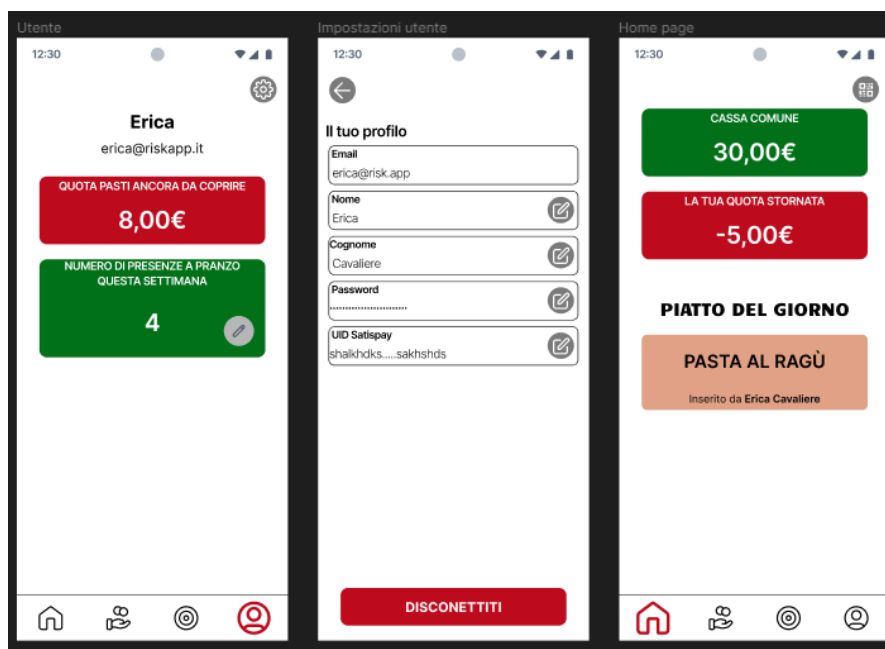 Utente
12:30
Erica
erica@riskapp.it
QUOTA PASTI ANCORA DA COPRIRE
8,00€
NUMERO DI PRESENZE A PRANZO
QUESTA SETTIMANA
4
Impostazioni utente
12:30
Il tuo profilo
Email
erica@risk.app
Nome
Erica
Cognome
Cavaliere
Password
UID Satispay
shalkhdks.....sakhshds
DISCONETTITI
Home page
12:30
CASSA COMUNE
30,00€
LA TUA QUOTA STORNATA
-5,00€
PIATTO DEL GIORNO
PASTA AL RAGÙ
Inserito da Erica Cavaliere